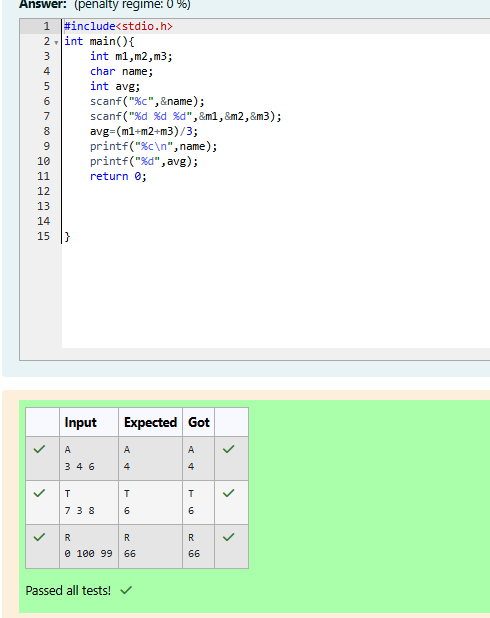 Answer: (penalty regime: 0 %)
1 #include<stdio.h>
2 int main(){
3     int m1,m2,m3;
4     char name;
5     int avg;
6     scanf("%c",&name);
7     scanf("%d %d %d",&m1,&m2,&m3);
8     avg=(m1+m2+m3)/3;
9     printf("%c\n",name);
10     printf("%d",avg);
11     return 0;
12
13
14
15 }
Input Expected Got
A A A
3 4 6 4 4
T T T
7 3 8 6 6
R R R
0 100 99 66 66
Passed all tests!